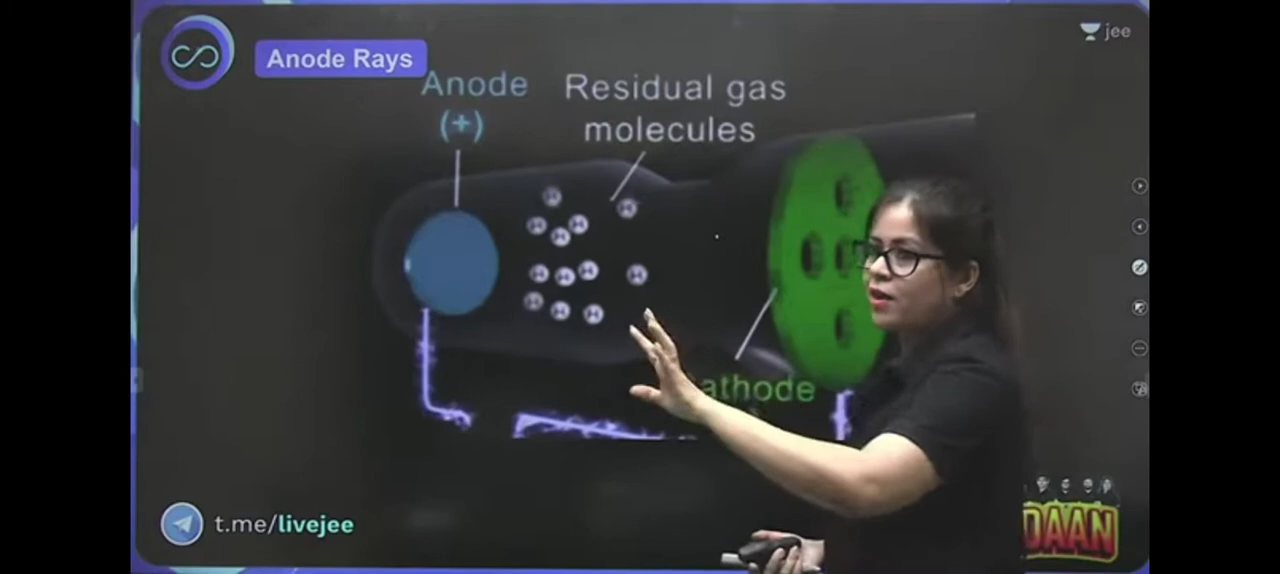 jee
Anode Rays
Anode
(+)
Residual gas
molecules
athode
t.me/livejee
DAAN